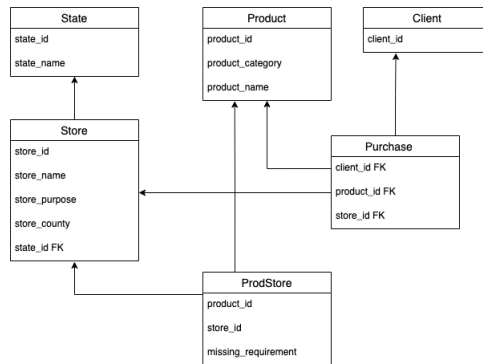 State
state_id
state_name
Product
product_id
product_category
product_name
Client
client_id
Store
store_id
store_name
store_purpose
store_county
state_id FK
Purchase
client_id FK
product_id FK
store_id FK
ProdStore
product_id
store_id
missing_requirement